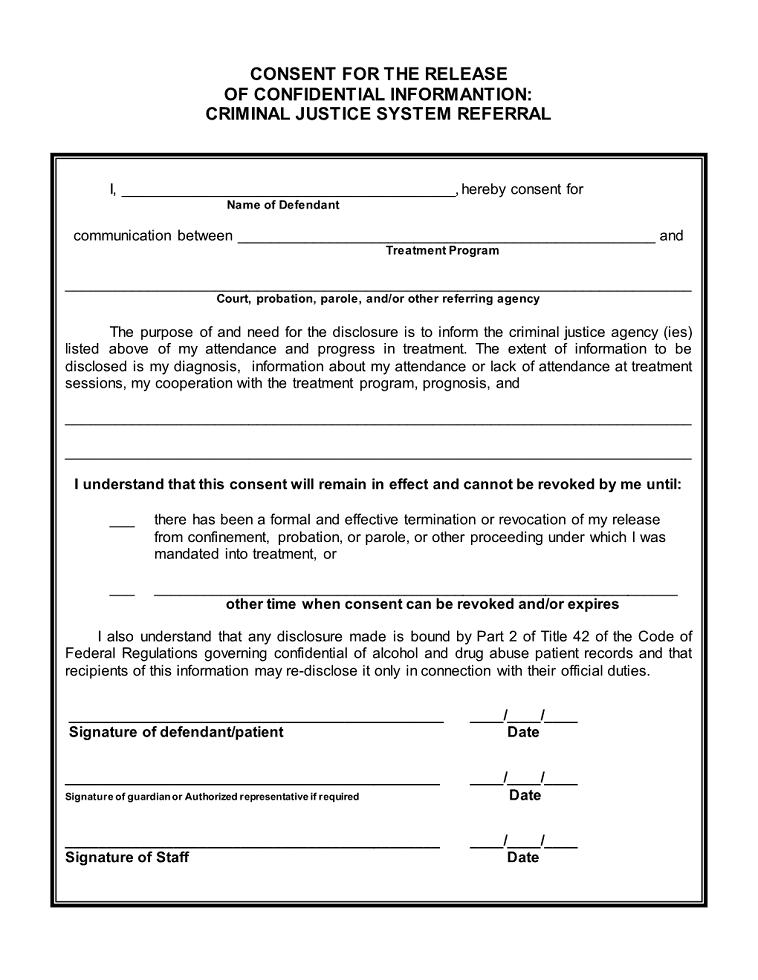 CONSENT FOR THE RELEASE
OF CONFIDENTIAL INFORMANTION:
CRIMINAL JUSTICE SYSTEM REFERRAL
I, ________________________________________, hereby consent for
Name of Defendant
communication between __________________________________________________ and
Treatment Program
___________________________________________________________________________
Court, probation, parole, and/or other referring agency
The purpose of and need for the disclosure is to inform the criminal justice agency (ies)
listed above of my attendance and progress in treatment. The extent of information to be
disclosed is my diagnosis, information about my attendance or lack of attendance at treatment
sessions, my cooperation with the treatment program, prognosis, and
___________________________________________________________________________
___________________________________________________________________________
I understand that this consent will remain in effect and cannot be revoked by me until:
___ there has been a formal and effective termination or revocation of my release
from confinement, probation, or parole, or other proceeding under which I was
mandated into treatment, or
___ _______________________________________________________________
other time when consent can be revoked and/or expires
I also understand that any disclosure made is bound by Part 2 of Title 42 of the Code of
Federal Regulations governing confidential of alcohol and drug abuse patient records and that
recipients of this information may re-disclose it only in connection with their official duties.
_____________________________________________ ____/____/____
Signature of defendant/patient Date
_____________________________________________ ____/____/____
Signature of guardian or Authorized representative if required Date
_____________________________________________ ____/____/____
Signature of Staff Date